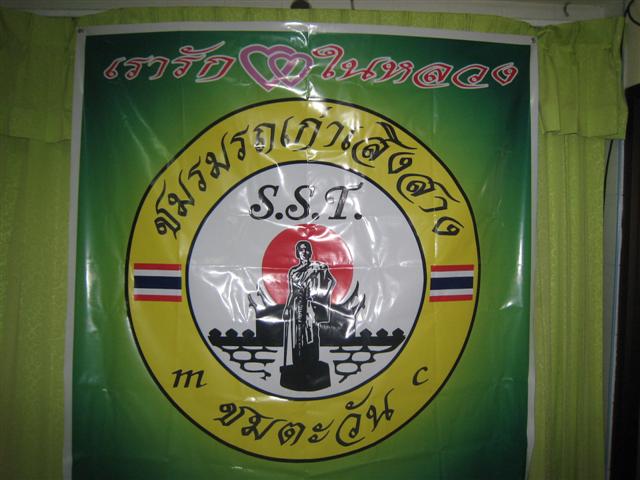 เรารักในหลวง
ชมรมรถเก่าเสิงสาง
S.S.T.
m c
ชมตะวัน